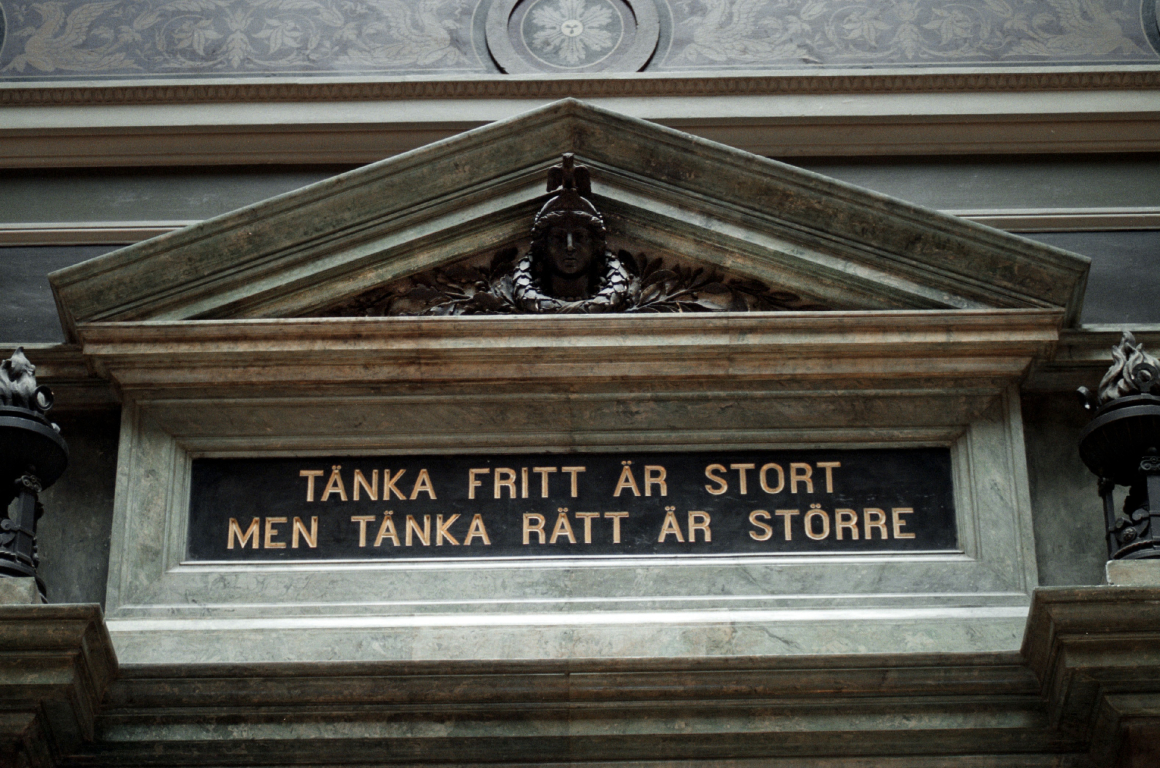 TÄNKA FRITT ÄR STORT
MEN TÄNKA RÄTT ÄR STÖRRE